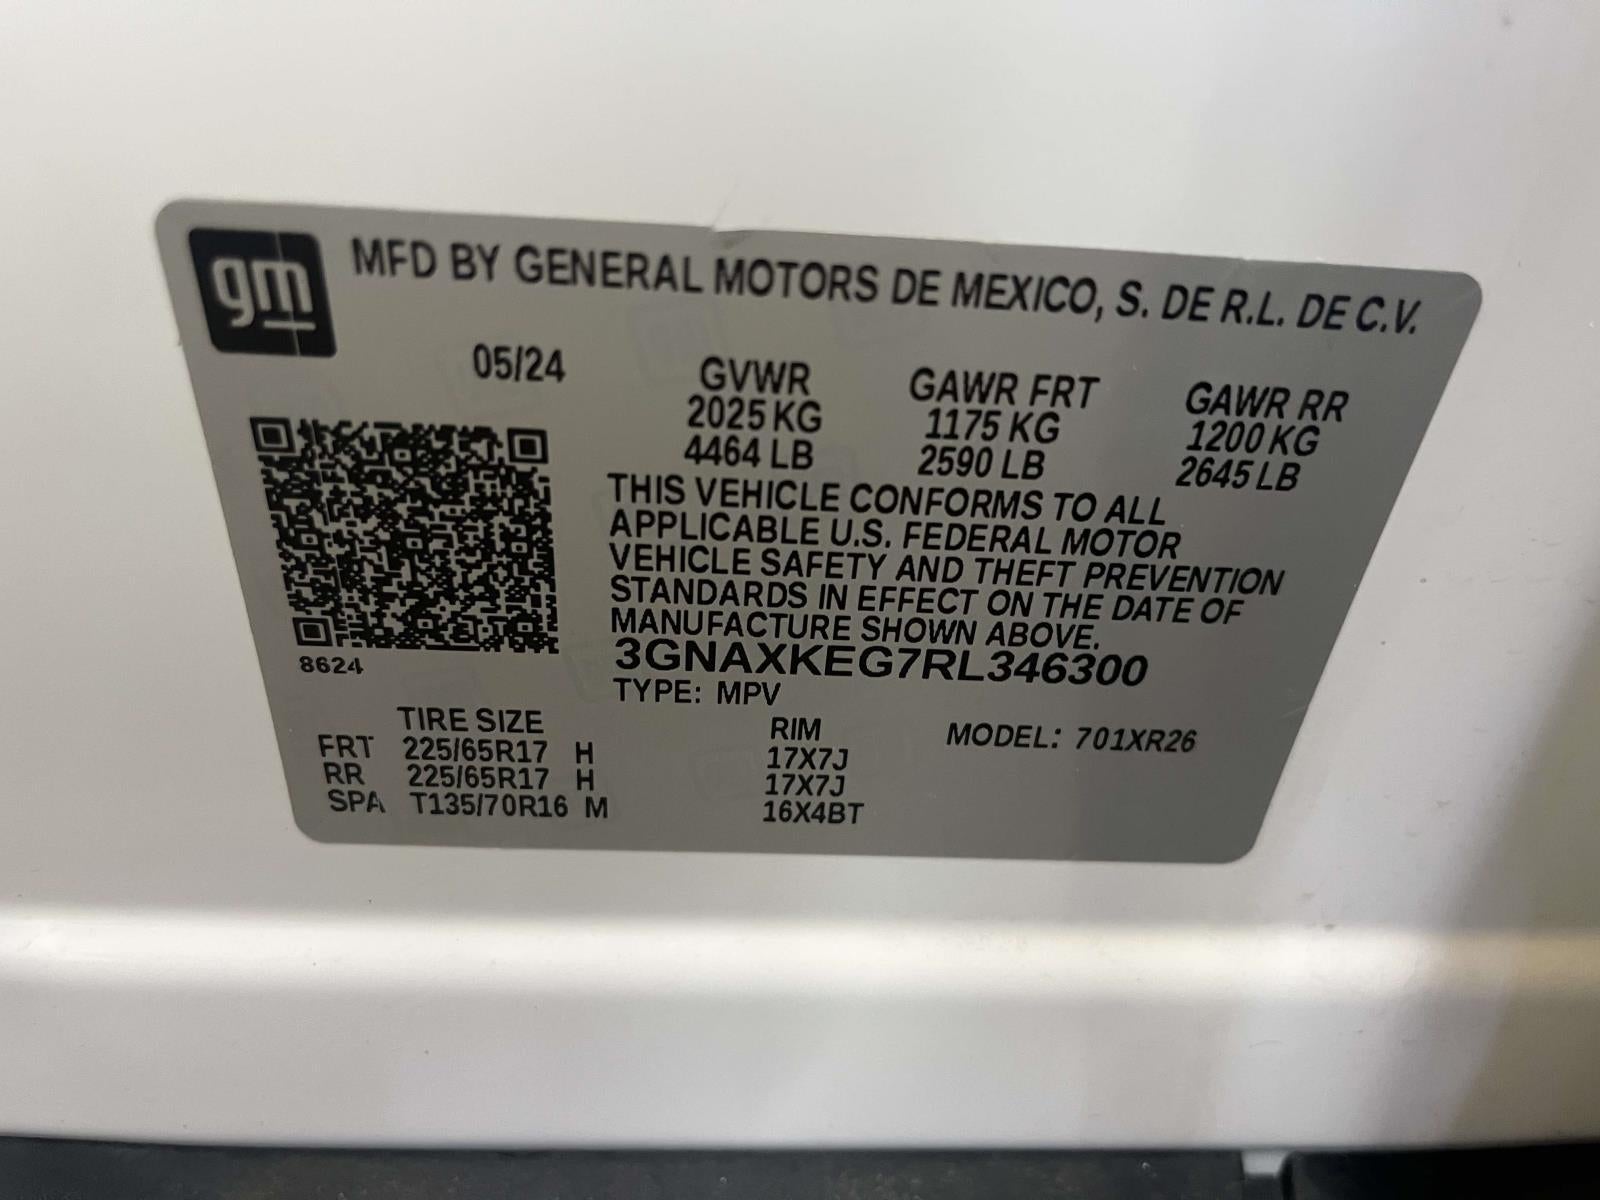 gm
MFD BY GENERAL MOTORS DE MEXICO, S. DE R.L. DE C.V.
05/24
GVWR GAWR FRT GAWR RR
2025 KG 1175 KG 1200 KG
4464 LB 2590 LB 2645 LB
THIS VEHICLE CONFORMS TO ALL
APPLICABLE U.S. FEDERAL MOTOR
VEHICLE SAFETY AND THEFT PREVENTION
STANDARDS IN EFFECT ON THE DATE OF
MANUFACTURE SHOWN ABOVE.
8624
3GNAXKEG7RL346300
TYPE: MPV
TIRE SIZE RIM MODEL: 701XR26
FRT 225/65R17 H 17X7J
RR 225/65R17 H 17X7J
SPA T135/70R16 M 16X4BT